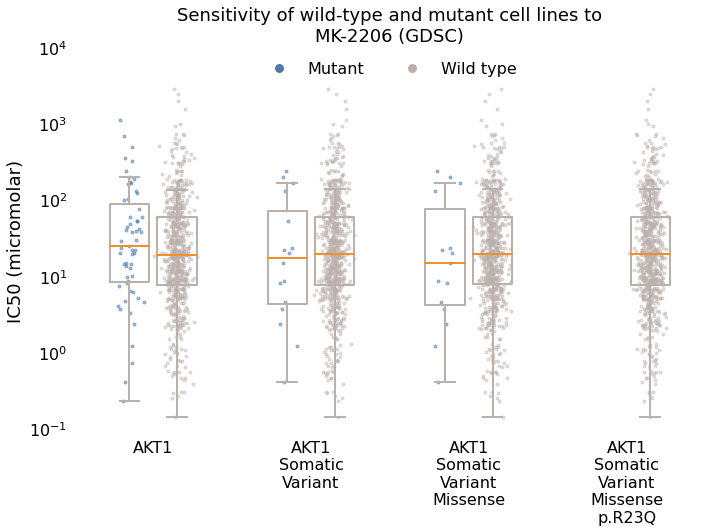 Sensitivity of wild-type and mutant cell lines to
MK-2206 (GDSC)
Mutant
Wild type
IC50 (micromolar)
10⁴
10³
10²
10¹
10⁰
10⁻¹
AKT1
AKT1
Somatic
Variant
AKT1
Somatic
Variant
Missense
AKT1
Somatic
Variant
Missense
p.R23Q